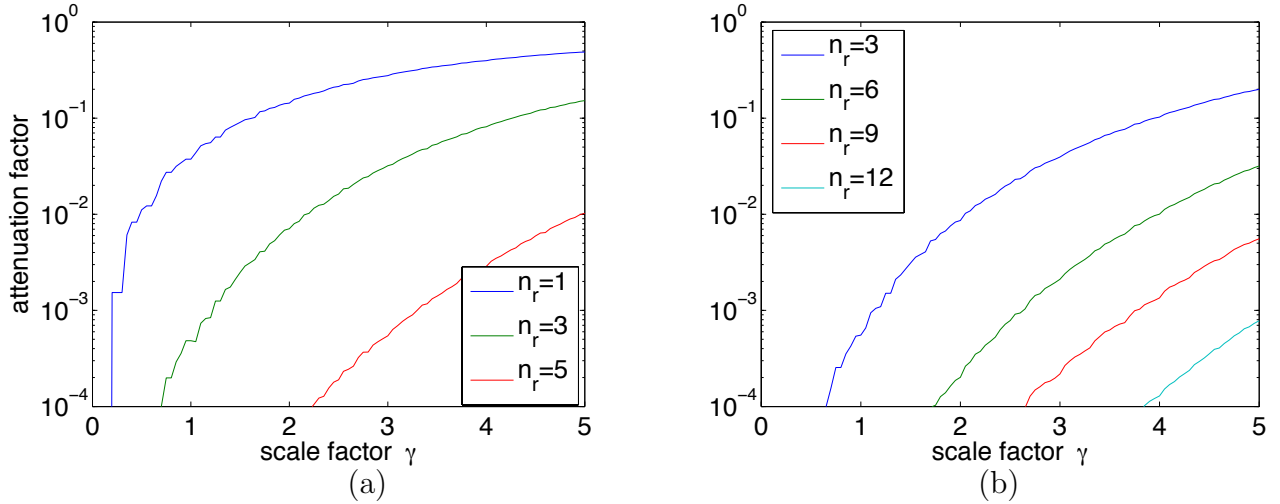 10^0
10^-1
10^-2
10^-3
10^-4
attenuation factor
0 1 2 3 4 5
scale factor γ
n_r=1
n_r=3
n_r=5
(a)
10^0
10^-1
10^-2
10^-3
10^-4
0 1 2 3 4 5
scale factor γ
n_r=3
n_r=6
n_r=9
n_r=12
(b)